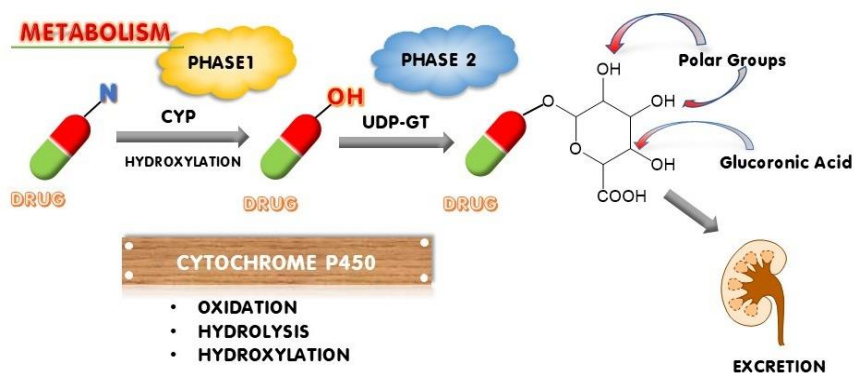 METABOLISM
PHASE1
PHASE 2
N
DRUG
CYP
HYDROXYLATION
OH
DRUG
UDP-GT
DRUG
O
O
OH
OH
OH
COOH
Polar Groups
Glucoronic Acid
CYTOCHROME P450
• OXIDATION
• HYDROLYSIS
• HYDROXYLATION
EXCRETION